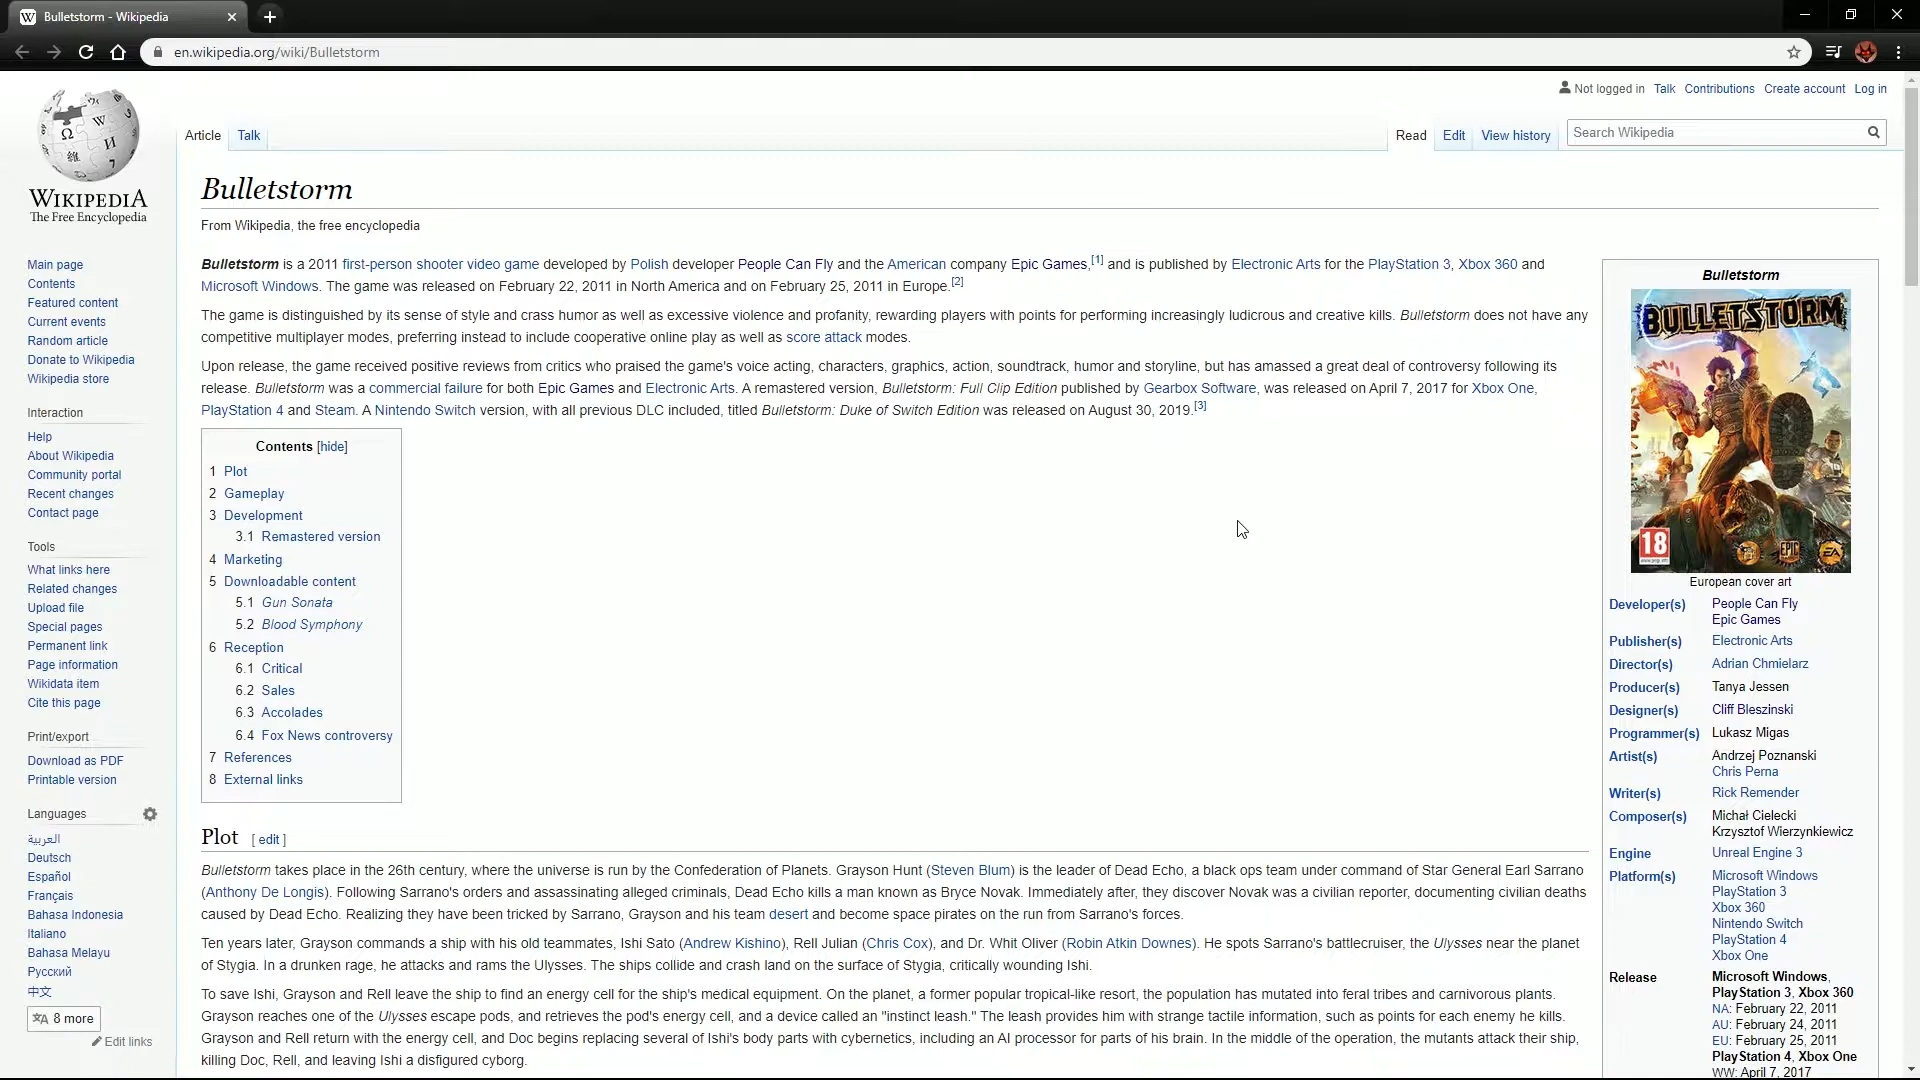 Bulletstorm - Wikipedia
en.wikipedia.org/wiki/Bulletstorm
Not logged in Talk Contributions Create account Log in
Article Talk Read Edit View history Search Wikipedia
WIKIPEDIA
The Free Encyclopedia
Main page
Contents
Featured content
Current events
Random article
Donate to Wikipedia
Wikipedia store
Interaction
Help
About Wikipedia
Community portal
Recent changes
Contact page
Tools
What links here
Related changes
Upload file
Special pages
Permanent link
Page information
Wikidata item
Cite this page
Print/export
Download as PDF
Printable version
Languages
العربية
Deutsch
Español
Français
Bahasa Indonesia
Italiano
Bahasa Melayu
Русский
中文
8 more
Edit links
Bulletstorm
From Wikipedia, the free encyclopedia
Bulletstorm is a 2011 first-person shooter video game developed by Polish developer People Can Fly and the American company Epic Games,[1] and is published by Electronic Arts for the PlayStation 3, Xbox 360 and
Microsoft Windows. The game was released on February 22, 2011 in North America and on February 25, 2011 in Europe.[2]
The game is distinguished by its sense of style and crass humor as well as excessive violence and profanity, rewarding players with points for performing increasingly ludicrous and creative kills. Bulletstorm does not have any
competitive multiplayer modes, preferring instead to include cooperative online play as well as score attack modes.
Upon release, the game received positive reviews from critics who praised the game's voice acting, characters, graphics, action, soundtrack, humor and storyline, but has amassed a great deal of controversy following its
release. Bulletstorm was a commercial failure for both Epic Games and Electronic Arts. A remastered version, Bulletstorm: Full Clip Edition published by Gearbox Software, was released on April 7, 2017 for Xbox One,
PlayStation 4 and Steam. A Nintendo Switch version, with all previous DLC included, titled Bulletstorm: Duke of Switch Edition was released on August 30, 2019.[3]
Contents [hide]
1 Plot
2 Gameplay
3 Development
3.1 Remastered version
4 Marketing
5 Downloadable content
5.1 Gun Sonata
5.2 Blood Symphony
6 Reception
6.1 Critical
6.2 Sales
6.3 Accolades
6.4 Fox News controversy
7 References
8 External links
Plot [ edit ]
Bulletstorm takes place in the 26th century, where the universe is run by the Confederation of Planets. Grayson Hunt (Steven Blum) is the leader of Dead Echo, a black ops team under command of Star General Earl Sarrano
(Anthony De Longis). Following Sarrano's orders and assassinating alleged criminals, Dead Echo kills a man known as Bryce Novak. Immediately after, they discover Novak was a civilian reporter, documenting civilian deaths
caused by Dead Echo. Realizing they have been tricked by Sarrano, Grayson and his team desert and become space pirates on the run from Sarrano's forces.
Ten years later, Grayson commands a ship with his old teammates, Ishi Sato (Andrew Kishino), Rell Julian (Chris Cox), and Dr. Whit Oliver (Robin Atkin Downes). He spots Sarrano's battlecruiser, the Ulysses near the planet
of Stygia. In a drunken rage, he attacks and rams the Ulysses. The ships collide and crash land on the surface of Stygia, critically wounding Ishi.
To save Ishi, Grayson and Rell leave the ship to find an energy cell for the ship's medical equipment. On the planet, a former popular tropical-like resort, the population has mutated into feral tribes and carnivorous plants.
Grayson reaches one of the Ulysses escape pods, and retrieves the pod's energy cell, and a device called an "instinct leash." The leash provides him with strange tactile information, such as points for each enemy he kills.
Grayson and Rell return with the energy cell, and Doc begins replacing several of Ishi's body parts with cybernetics, including an AI processor for parts of his brain. In the middle of the operation, the mutants attack their ship,
killing Doc, Rell, and leaving Ishi a disfigured cyborg.
Bulletstorm
BULLETSTORM
18
EPIC
EA
European cover art
Developer(s) People Can Fly
Epic Games
Publisher(s) Electronic Arts
Director(s) Adrian Chmielarz
Producer(s) Tanya Jessen
Designer(s) Cliff Bleszinski
Programmer(s) Lukasz Migas
Artist(s) Andrzej Poznanski
Chris Perna
Writer(s) Rick Remender
Composer(s) Michał Cielecki
Krzysztof Wierzynkiewicz
Engine Unreal Engine 3
Platform(s) Microsoft Windows
PlayStation 3
Xbox 360
Nintendo Switch
PlayStation 4
Xbox One
Release Microsoft Windows,
PlayStation 3, Xbox 360
NA: February 22, 2011
AU: February 24, 2011
EU: February 25, 2011
PlayStation 4, Xbox One
WW: April 7, 2017